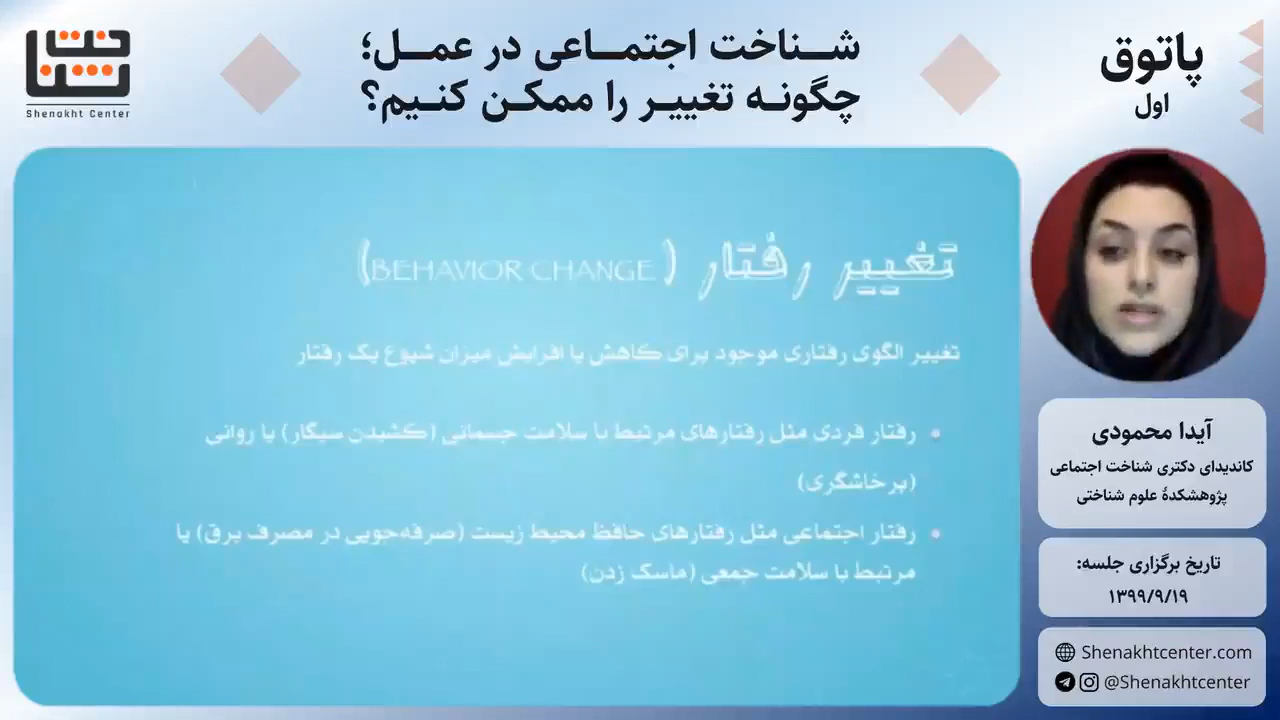 شناخت
Shenakht Center
شناخت اجتماعی در عمل؛
چگونه تغییر را ممکن کنیم؟
پاتوق
اول
تغییر رفتار (BEHAVIOR CHANGE)
تغییر الگوی رفتاری موجود برای کاهش یا افزایش میزان شیوع یک رفتار
• رفتار فردی مثل رفتارهای مرتبط با سلامت جسمانی (کشیدن سیگار) یا روانی
(پرخاشگری)
• رفتار اجتماعی مثل رفتارهای حافظ محیط زیست (صرفه‌جویی در مصرف برق) یا
مرتبط با سلامت جمعی (ماسک زدن)
آیدا محمودی
کاندیدای دکتری شناخت اجتماعی
پژوهشکدهٔ علوم شناختی
تاریخ برگزاری جلسه:
۱۳۹۹/۹/۱۹
Shenakhtcenter.com
@Shenakhtcenter